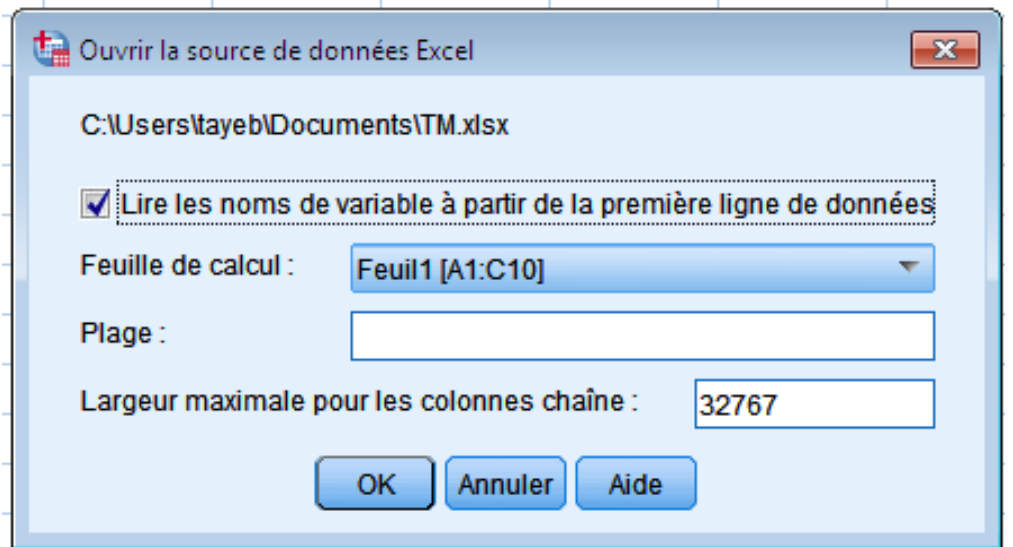 Ouvrir la source de données Excel
C:\Users\tayeb\Documents\TM.xlsx
Lire les noms de variable à partir de la première ligne de données
Feuille de calcul : Feuil1 [A1:C10]
Plage :
Largeur maximale pour les colonnes chaîne : 32767
OK Annuler Aide